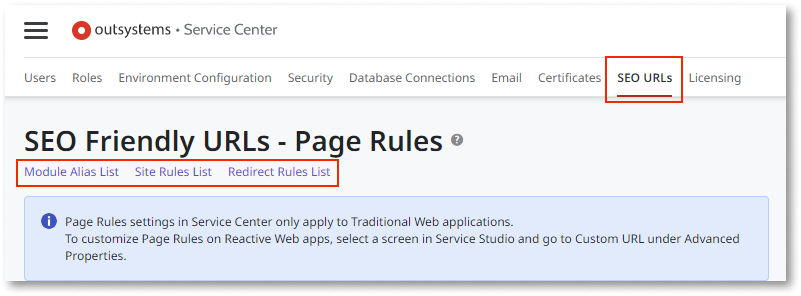 outsystems • Service Center
Users Roles Environment Configuration Security Database Connections Email Certificates SEO URLs Licensing
SEO Friendly URLs - Page Rules ?
Module Alias List Site Rules List Redirect Rules List
i Page Rules settings in Service Center only apply to Traditional Web applications.
To customize Page Rules on Reactive Web apps, select a screen in Service Studio and go to Custom URL under Advanced
Properties.